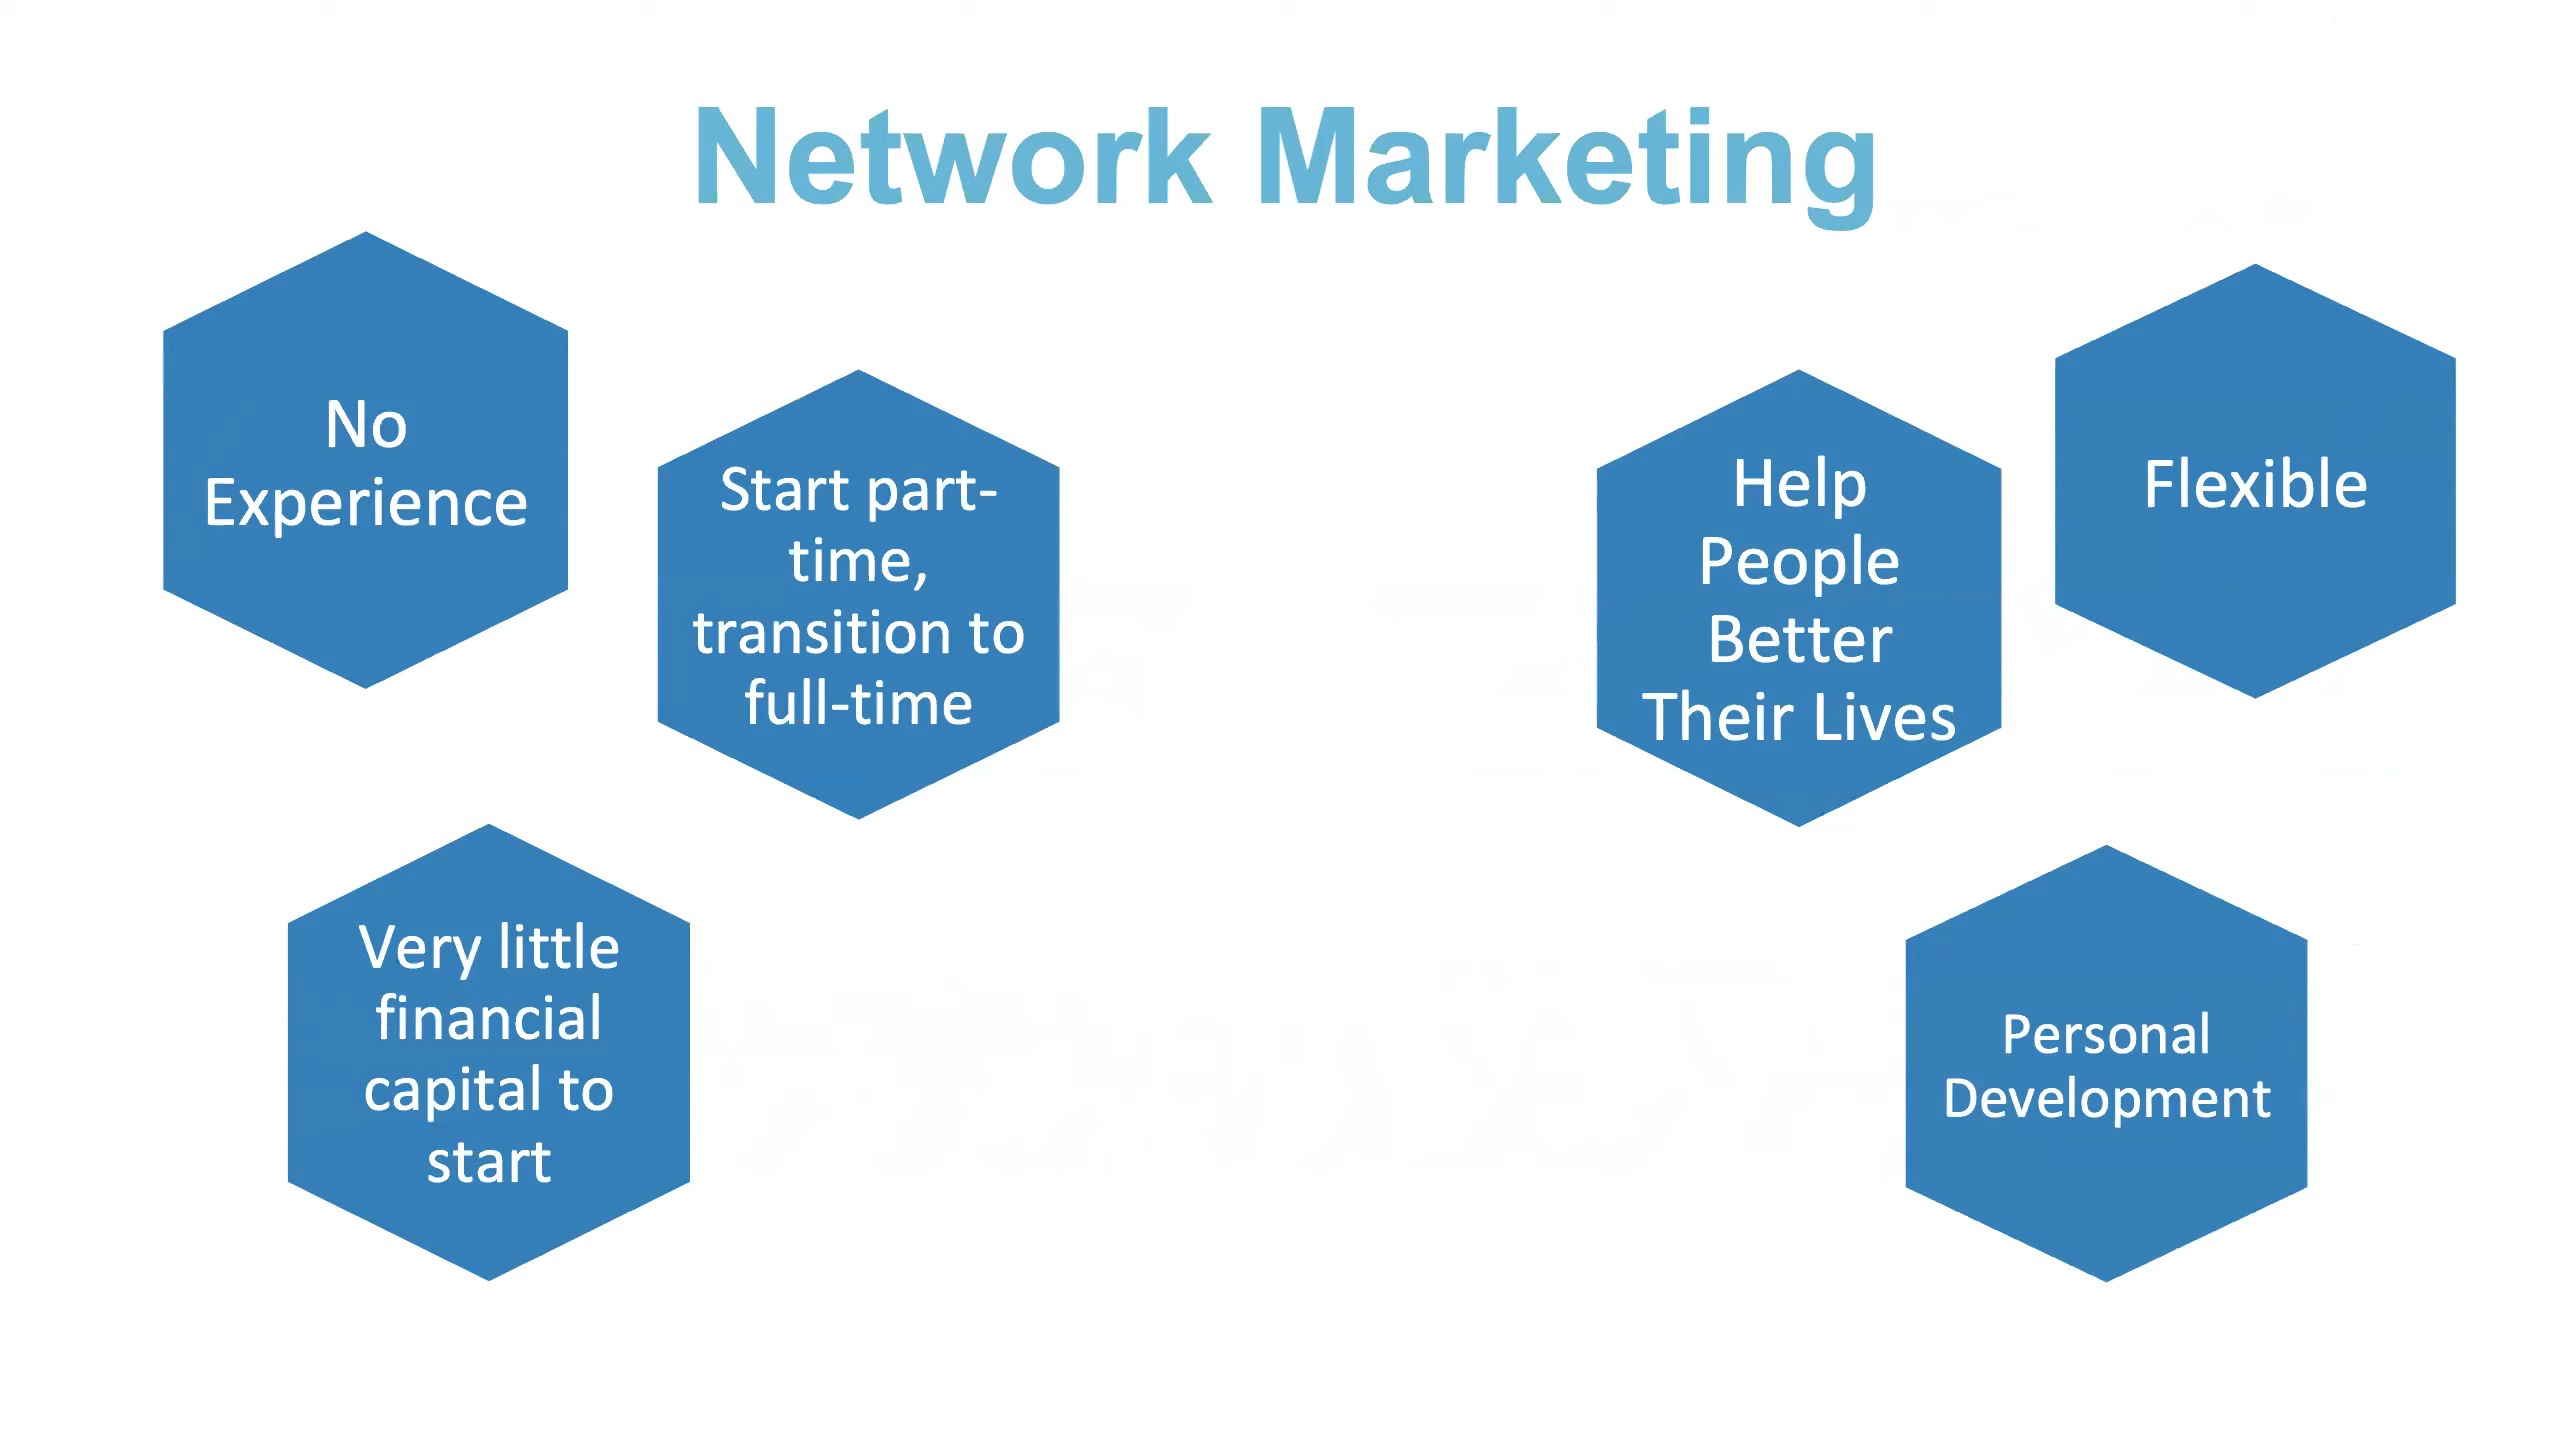 Network Marketing
No
Experience
Start part-
time,
transition to
full-time
Help
People
Better
Their Lives
Flexible
Very little
financial
capital to
start
Personal
Development